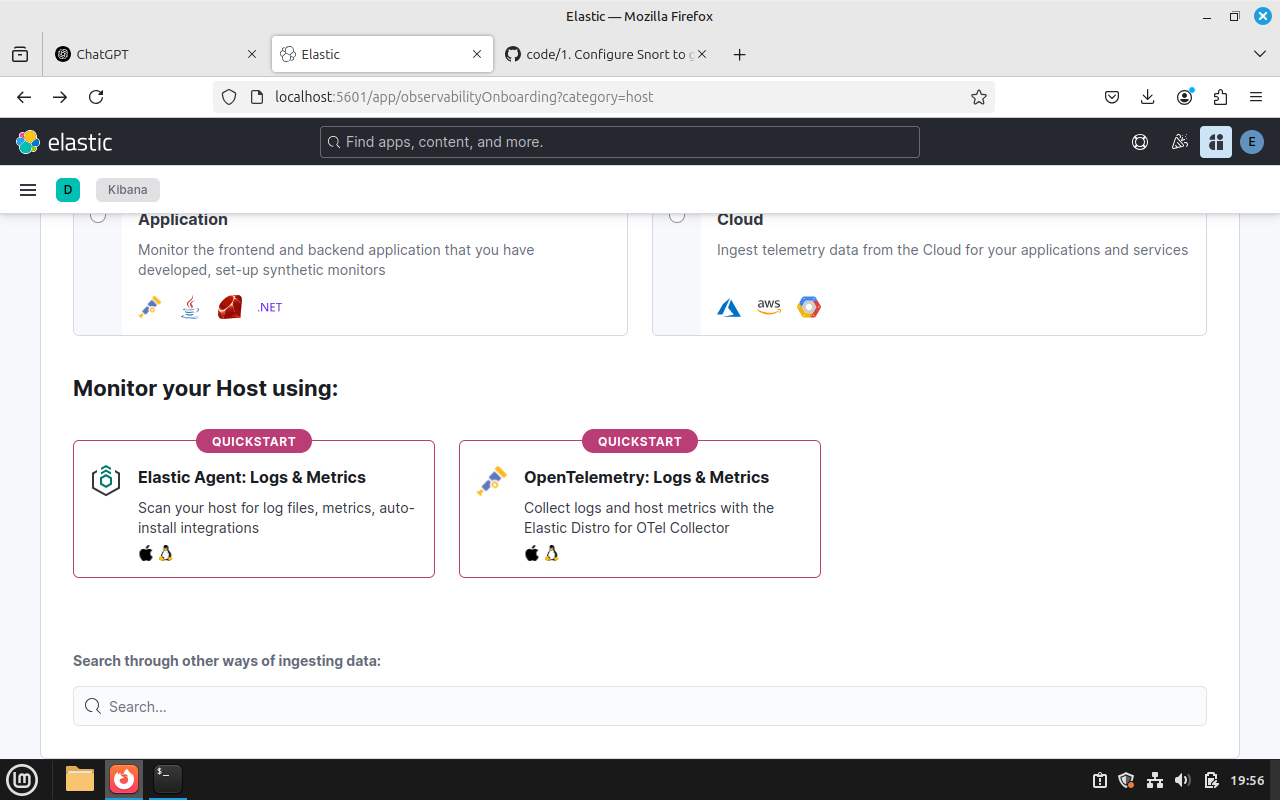 Elastic — Mozilla Firefox
ChatGPT
Elastic
code/1. Configure Snort to g
localhost:5601/app/observabilityOnboarding?category=host
elastic
Find apps, content, and more.
E
D
Kibana
Application
Monitor the frontend and backend application that you have
developed, set-up synthetic monitors
.NET
Cloud
Ingest telemetry data from the Cloud for your applications and services
aws
Monitor your Host using:
QUICKSTART
Elastic Agent: Logs & Metrics
Scan your host for log files, metrics, auto-
install integrations
QUICKSTART
OpenTelemetry: Logs & Metrics
Collect logs and host metrics with the
Elastic Distro for OTel Collector
Search through other ways of ingesting data:
Search...
$_
19:56